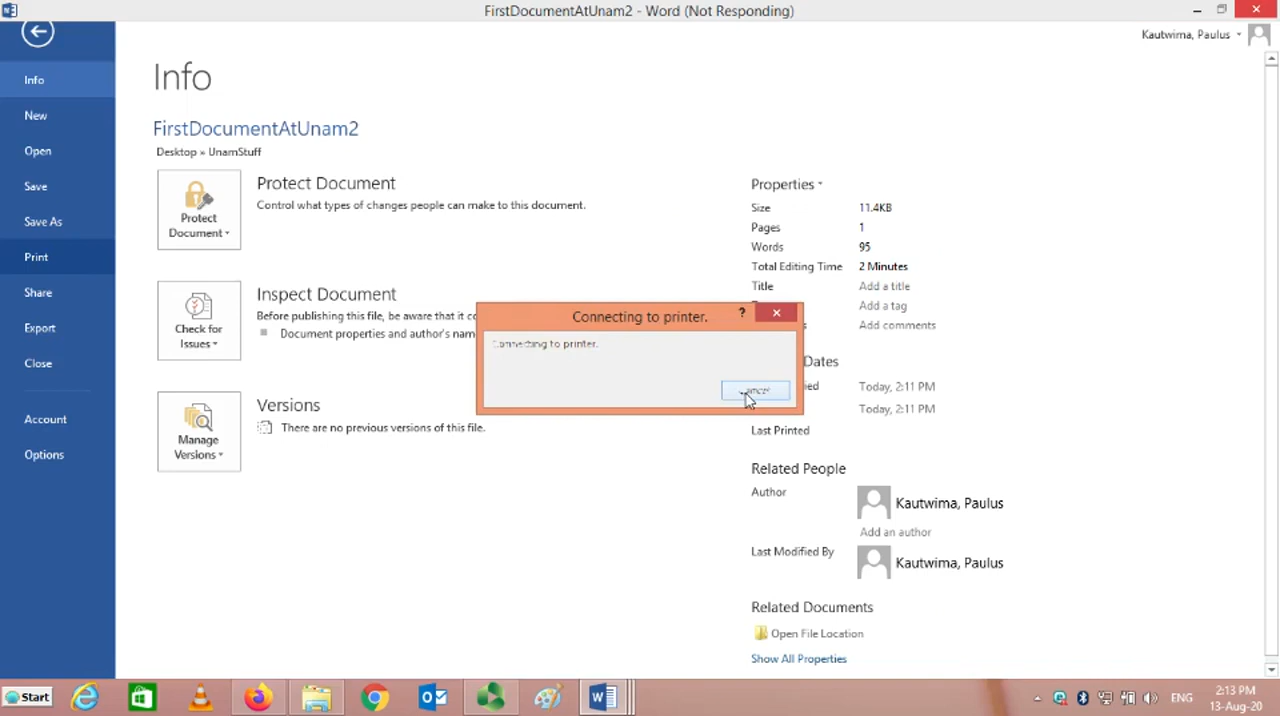 FirstDocumentAtUnam2 - Word (Not Responding)
Kautwima, Paulus
Info
New
Open
Save
Save As
Print
Share
Export
Close
Account
Options
Info
FirstDocumentAtUnam2
Desktop » UnamStuff
Protect Document
Protect Document
Control what types of changes people can make to this document.
Check for Issues
Inspect Document
Before publishing this file, be aware that it co
Document properties and author's nam
Manage Versions
Versions
There are no previous versions of this file.
Connecting to printer.
?
Connecting to printer.
Cancel
Properties
Size 11.4KB
Pages 1
Words 95
Total Editing Time 2 Minutes
Title Add a title
Add a tag
Add comments
Dates
Today, 2:11 PM
Today, 2:11 PM
Last Printed
Related People
Author Kautwima, Paulus
Add an author
Last Modified By Kautwima, Paulus
Related Documents
Open File Location
Show All Properties
Start
ENG
2:13 PM
13-Aug-20